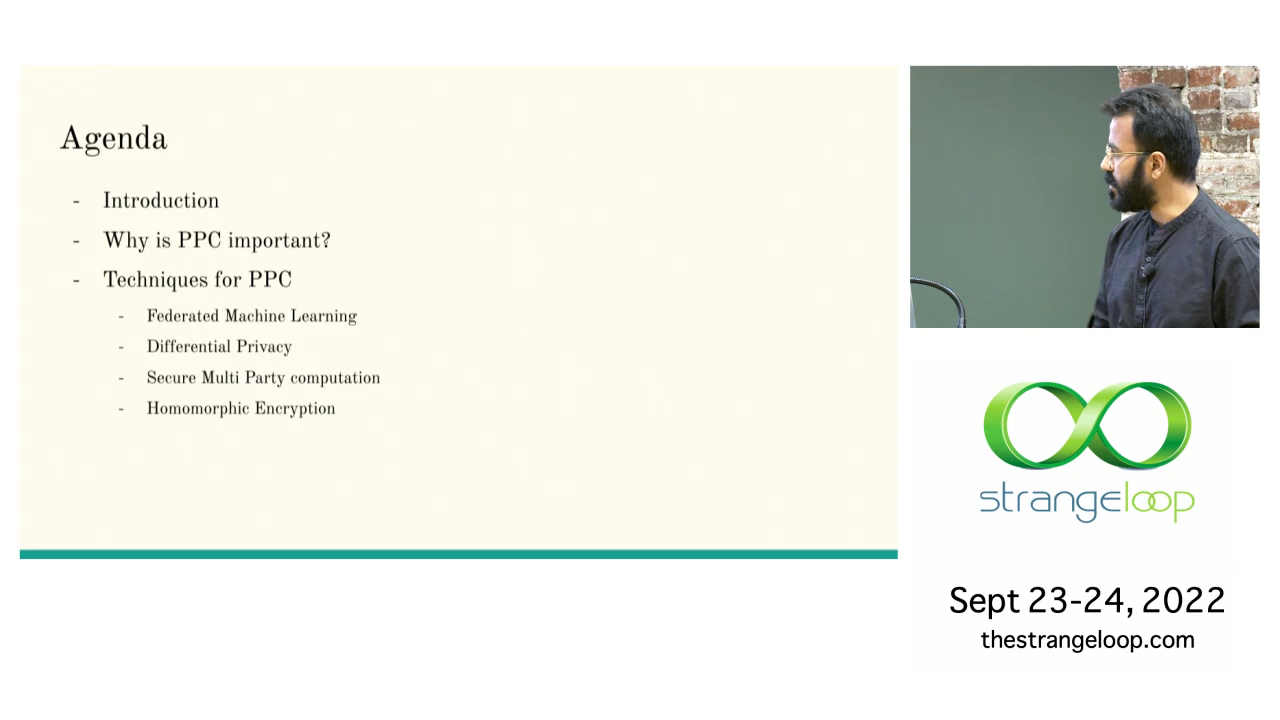 Agenda
- Introduction
- Why is PPC important?
- Techniques for PPC
- Federated Machine Learning
- Differential Privacy
- Secure Multi Party computation
- Homomorphic Encryption
strangeloop
Sept 23-24, 2022
thestrangeloop.com